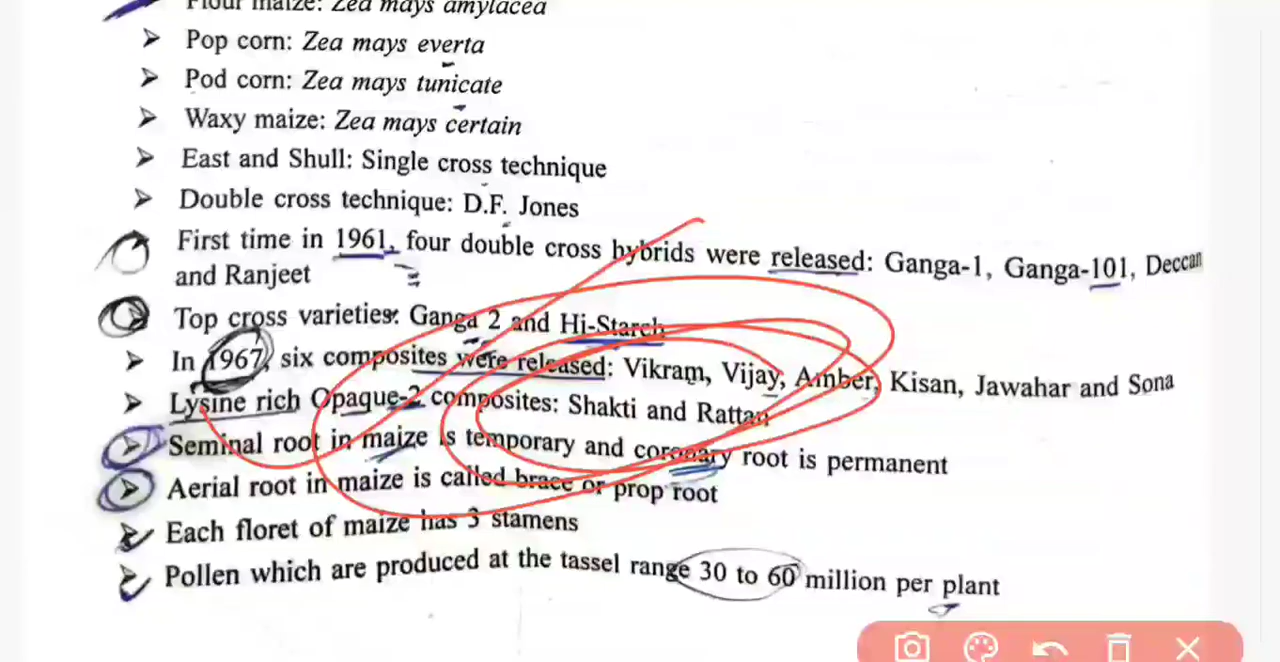 Flour maize: Zea mays amylacea
➤ Pop corn: Zea mays everta
➤ Pod corn: Zea mays tunicate
➤ Waxy maize: Zea mays certain
➤ East and Shull: Single cross technique
➤ Double cross technique: D.F. Jones
First time in 1961, four double cross hybrids were released: Ganga-1, Ganga-101, Deccan
and Ranjeet
Top cross varieties: Ganga 2 and Hi-Starch
➤ In 1967, six composites were released: Vikram, Vijay, Amber, Kisan, Jawahar and Sona
➤ Lysine rich Opaque-2 composites: Shakti and Rattan
➤ Seminal root in maize is temporary and coronary root is permanent
➤ Aerial root in maize is called brace or prop root
➤ Each floret of maize has 3 stamens
➤ Pollen which are produced at the tassel range 30 to 60 million per plant